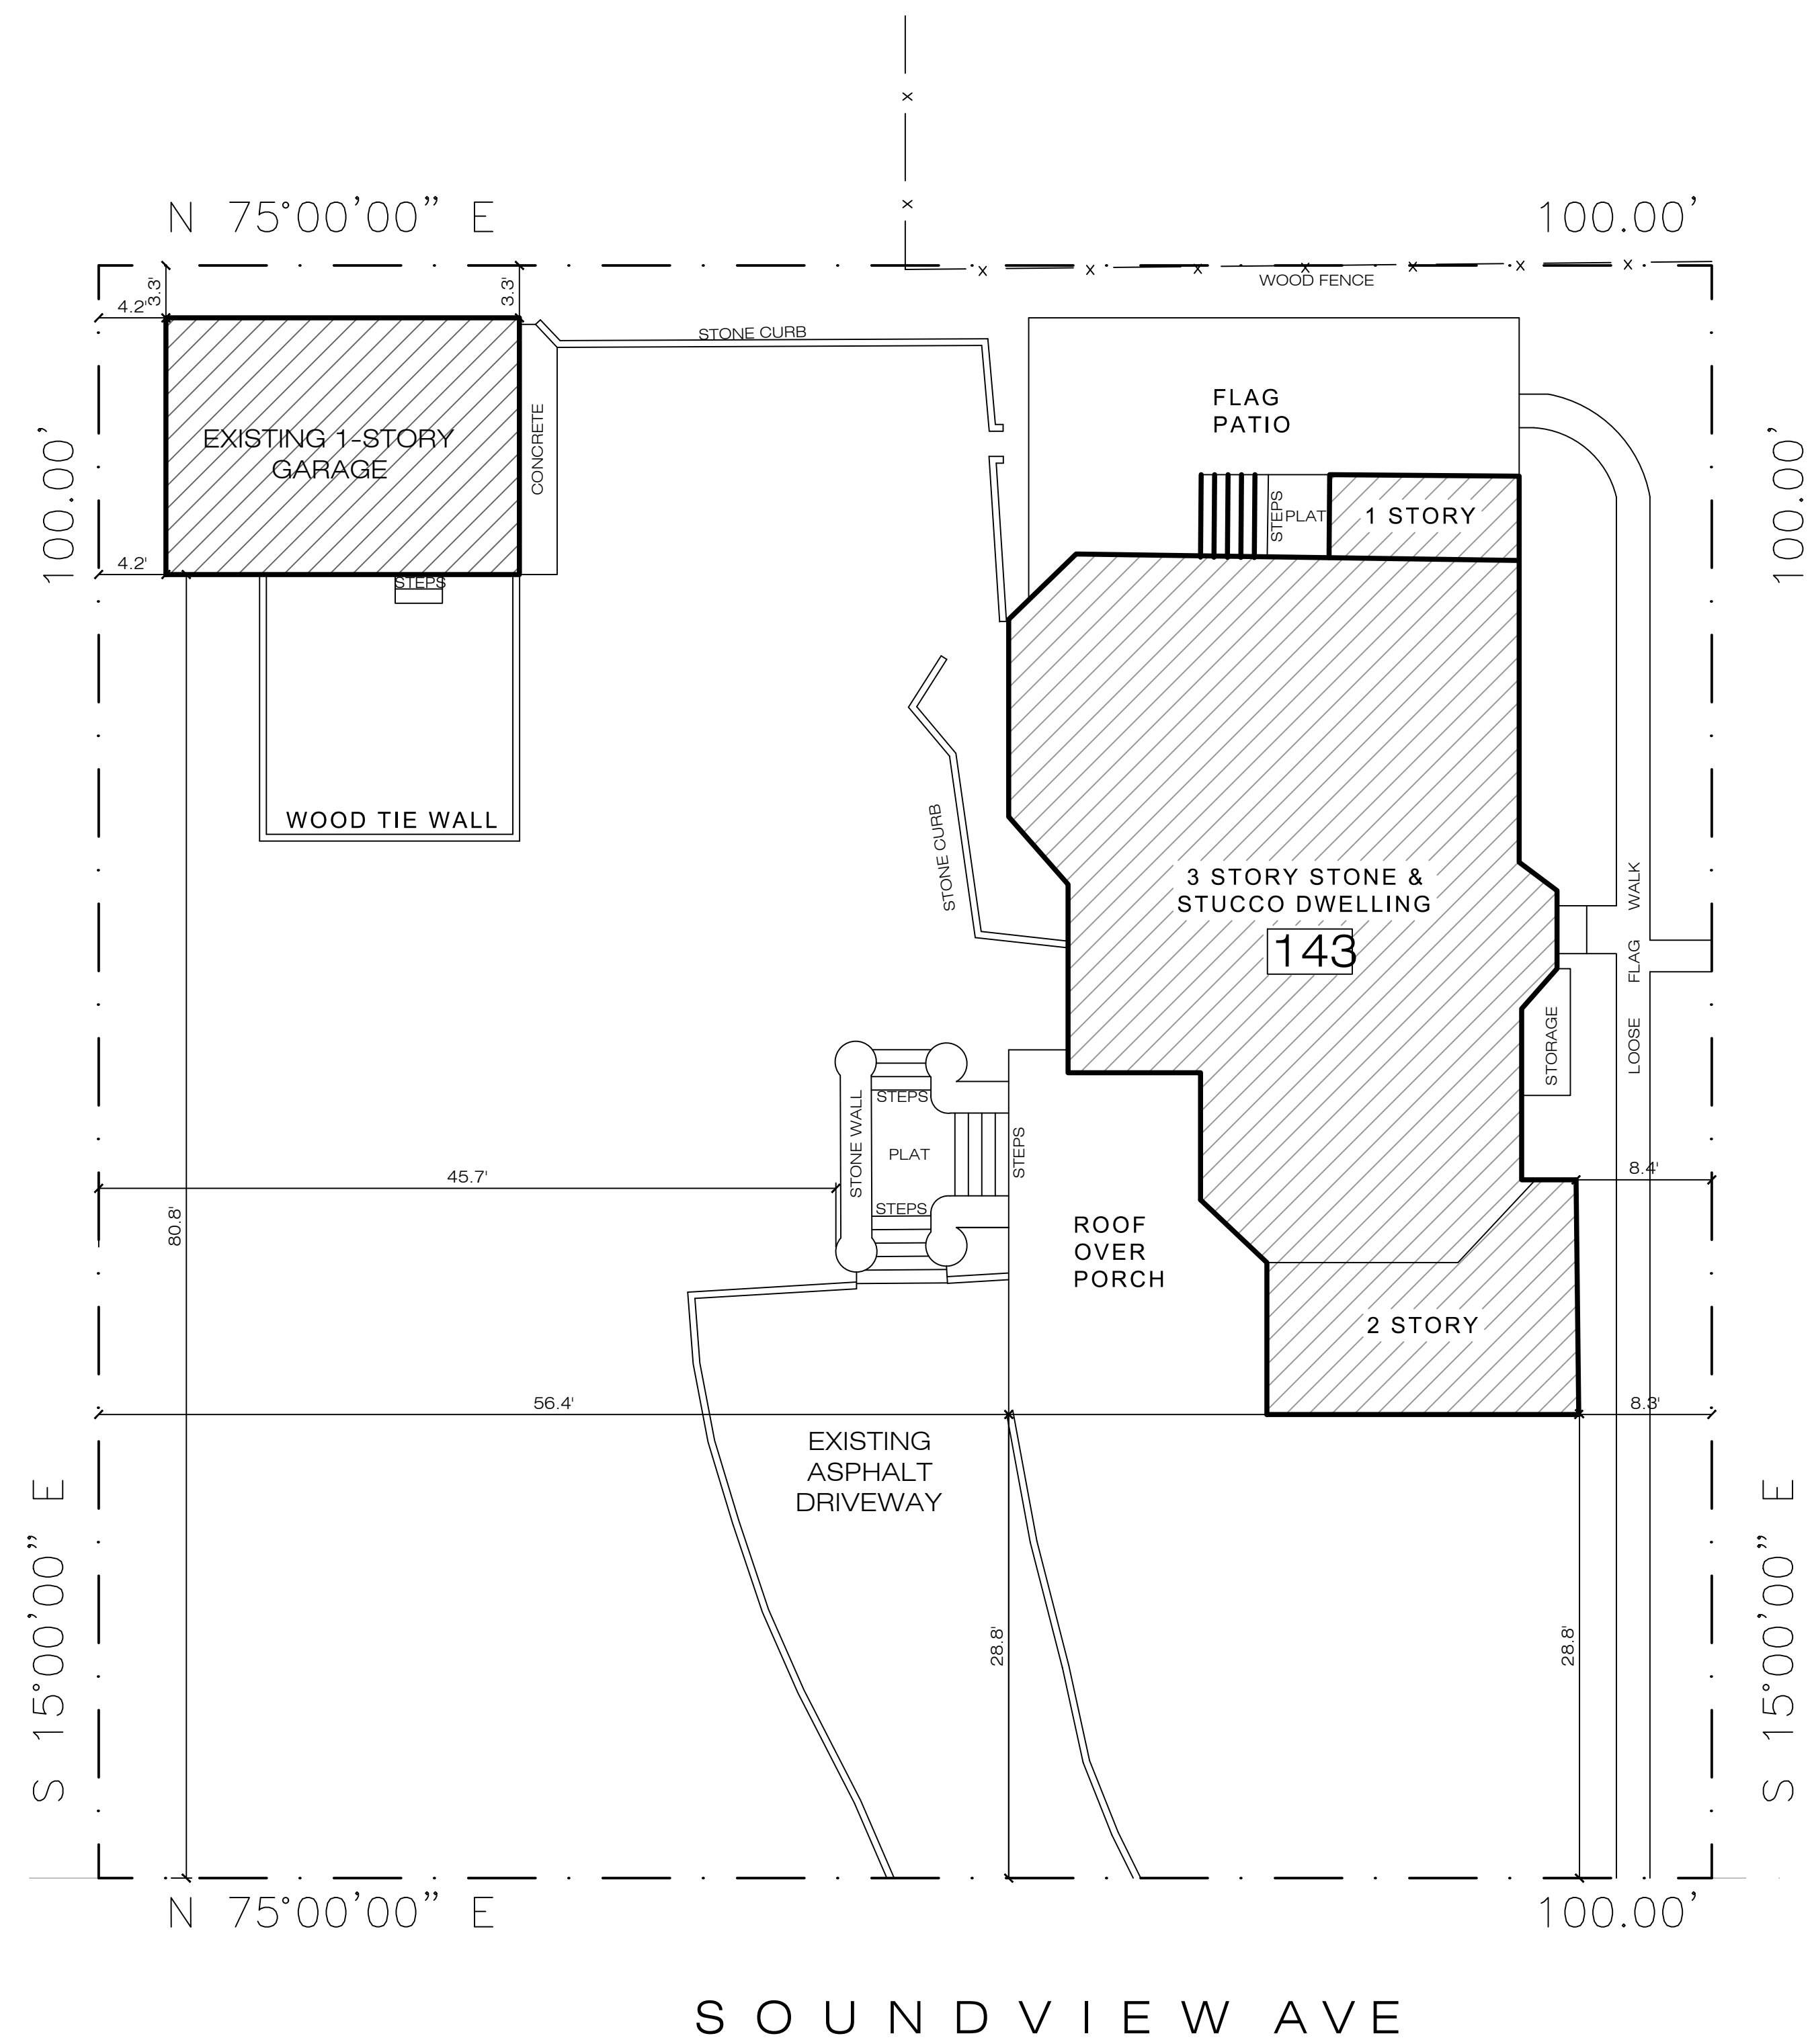 N 75°00'00" E
100.00'
WOOD FENCE
3.3'
3.3'
4.2'
STONE CURB
FLAG
PATIO
100.00'
100.00'
EXISTING 1-STORY
GARAGE
CONCRETE
STEPS
PLAT
1 STORY
4.2'
STEPS
WOOD TIE WALL
STONE CURB
3 STORY STONE &
STUCCO DWELLING
143
LOOSE FLAG WALK
STORAGE
STEPS
STONE WALL
PLAT
STEPS
STEPS
45.7'
8.4'
80.8'
ROOF
OVER
PORCH
2 STORY
56.4'
8.3'
EXISTING
ASPHALT
DRIVEWAY
S 15°00'00" E
S 15°00'00" E
28.8'
28.8'
N 75°00'00" E
100.00'
SOUNDVIEW AVE